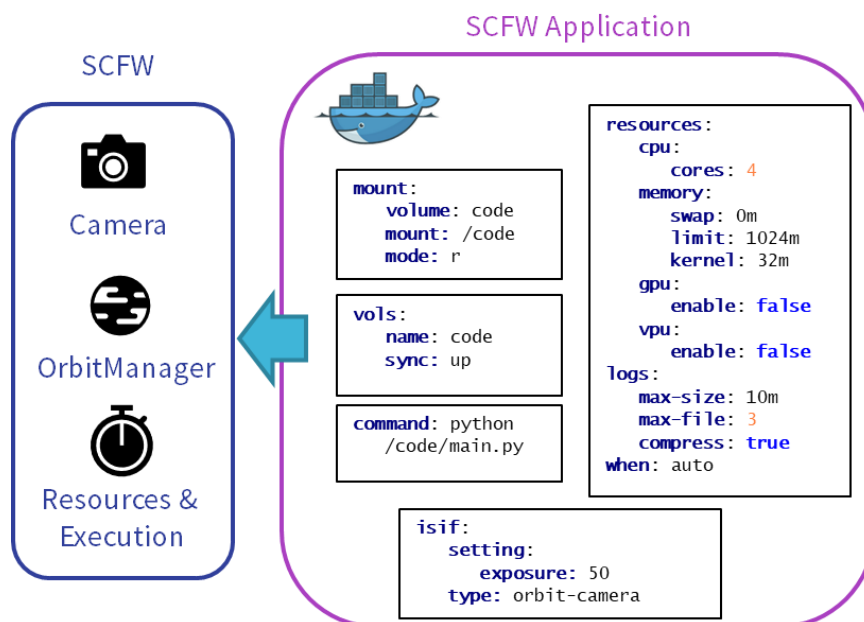 SCFW Application
SCFW
Camera
OrbitManager
Resources &
Execution
mount:
volume: code
mount: /code
mode: r
vols:
name: code
sync: up
command: python
/code/main.py
resources:
cpu:
cores: 4
memory:
swap: 0m
limit: 1024m
kernel: 32m
gpu:
enable: false
vpu:
enable: false
logs:
max-size: 10m
max-file: 3
compress: true
when: auto
isif:
setting:
exposure: 50
type: orbit-camera